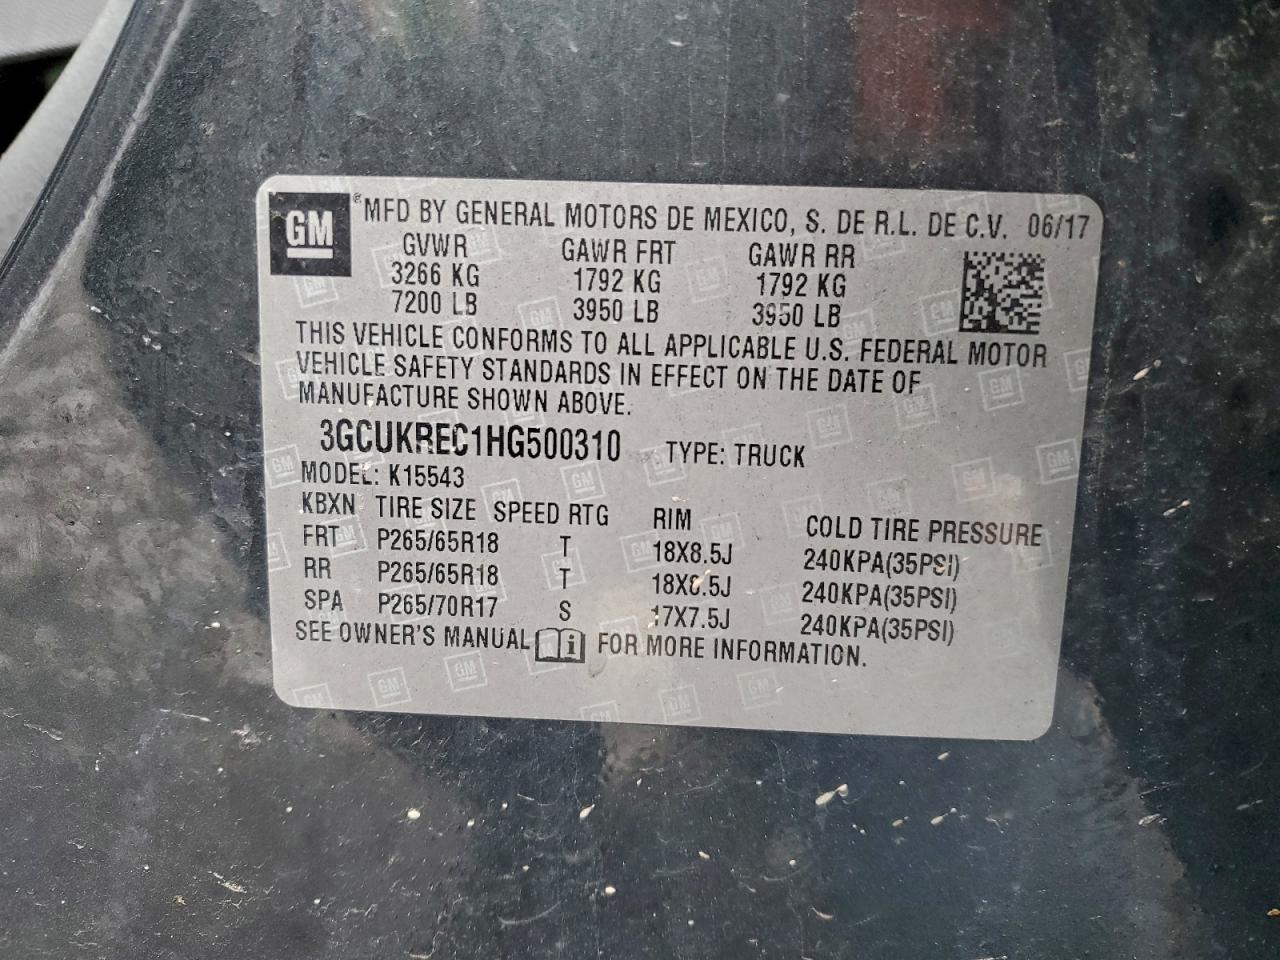 GM ® MFD BY GENERAL MOTORS DE MEXICO, S. DE R.L. DE C.V. 06/17
GVWR GAWR FRT GAWR RR
3266 KG 1792 KG 1792 KG
7200 LB 3950 LB 3950 LB
THIS VEHICLE CONFORMS TO ALL APPLICABLE U.S. FEDERAL MOTOR
VEHICLE SAFETY STANDARDS IN EFFECT ON THE DATE OF
MANUFACTURE SHOWN ABOVE.
3GCUKREC1HG500310 TYPE: TRUCK
MODEL: K15543
KBXN TIRE SIZE SPEED RTG RIM COLD TIRE PRESSURE
FRT P265/65R18 T 18X8.5J 240KPA(35PSI)
RR P265/65R18 T 18X8.5J 240KPA(35PSI)
SPA P265/70R17 S 17X7.5J 240KPA(35PSI)
SEE OWNER'S MANUAL i FOR MORE INFORMATION.